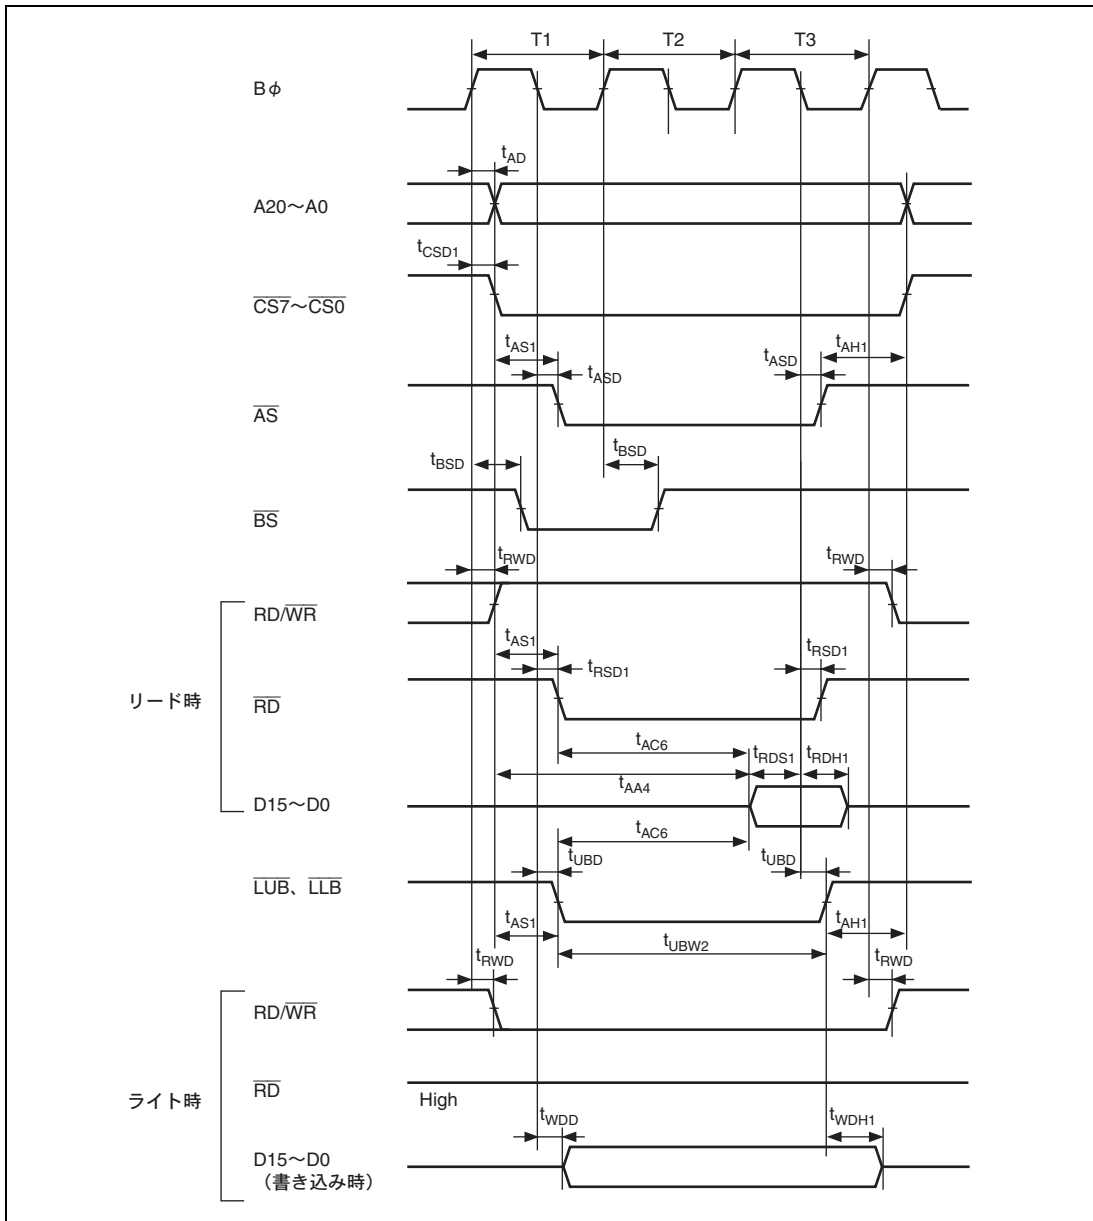 T1 T2 T3
Bφ
tAD
A20～A0
tCSD1
CS7～CS0
tAS1 tASD tASD tAH1
AS
tBSD tBSD
BS
tRWD tRWD
RD/WR
tAS1 tRSD1 tRSD1
リード時
RD
tAC6 tRDS1 tRDH1
tAA4
D15～D0
tAC6
tUBD tUBD
LUB、LLB
tAS1 tUBW2 tAH1
tRWD tRWD
RD/WR
ライト時
RD
High
tWDD tWDH1
D15～D0
（書き込み時）